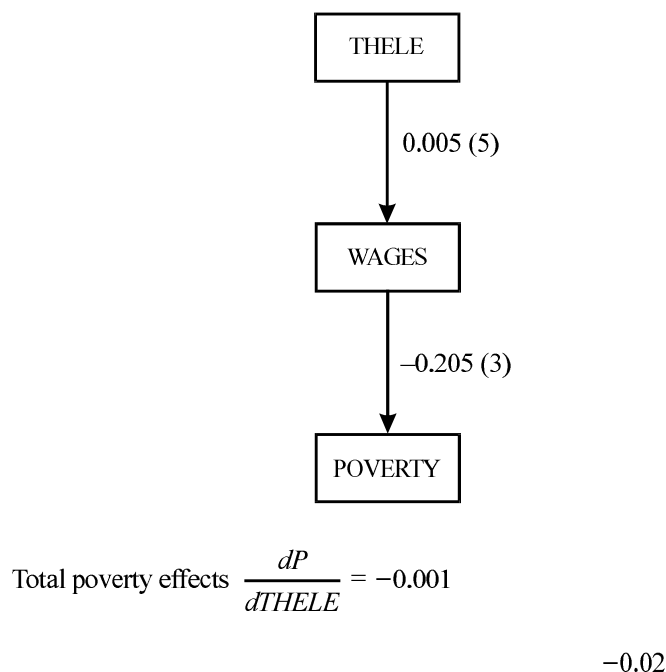 THELE
0.005 (5)
WAGES
−0.205 (3)
POVERTY
Total poverty effects dP/dTHELE = −0.001
−0.02